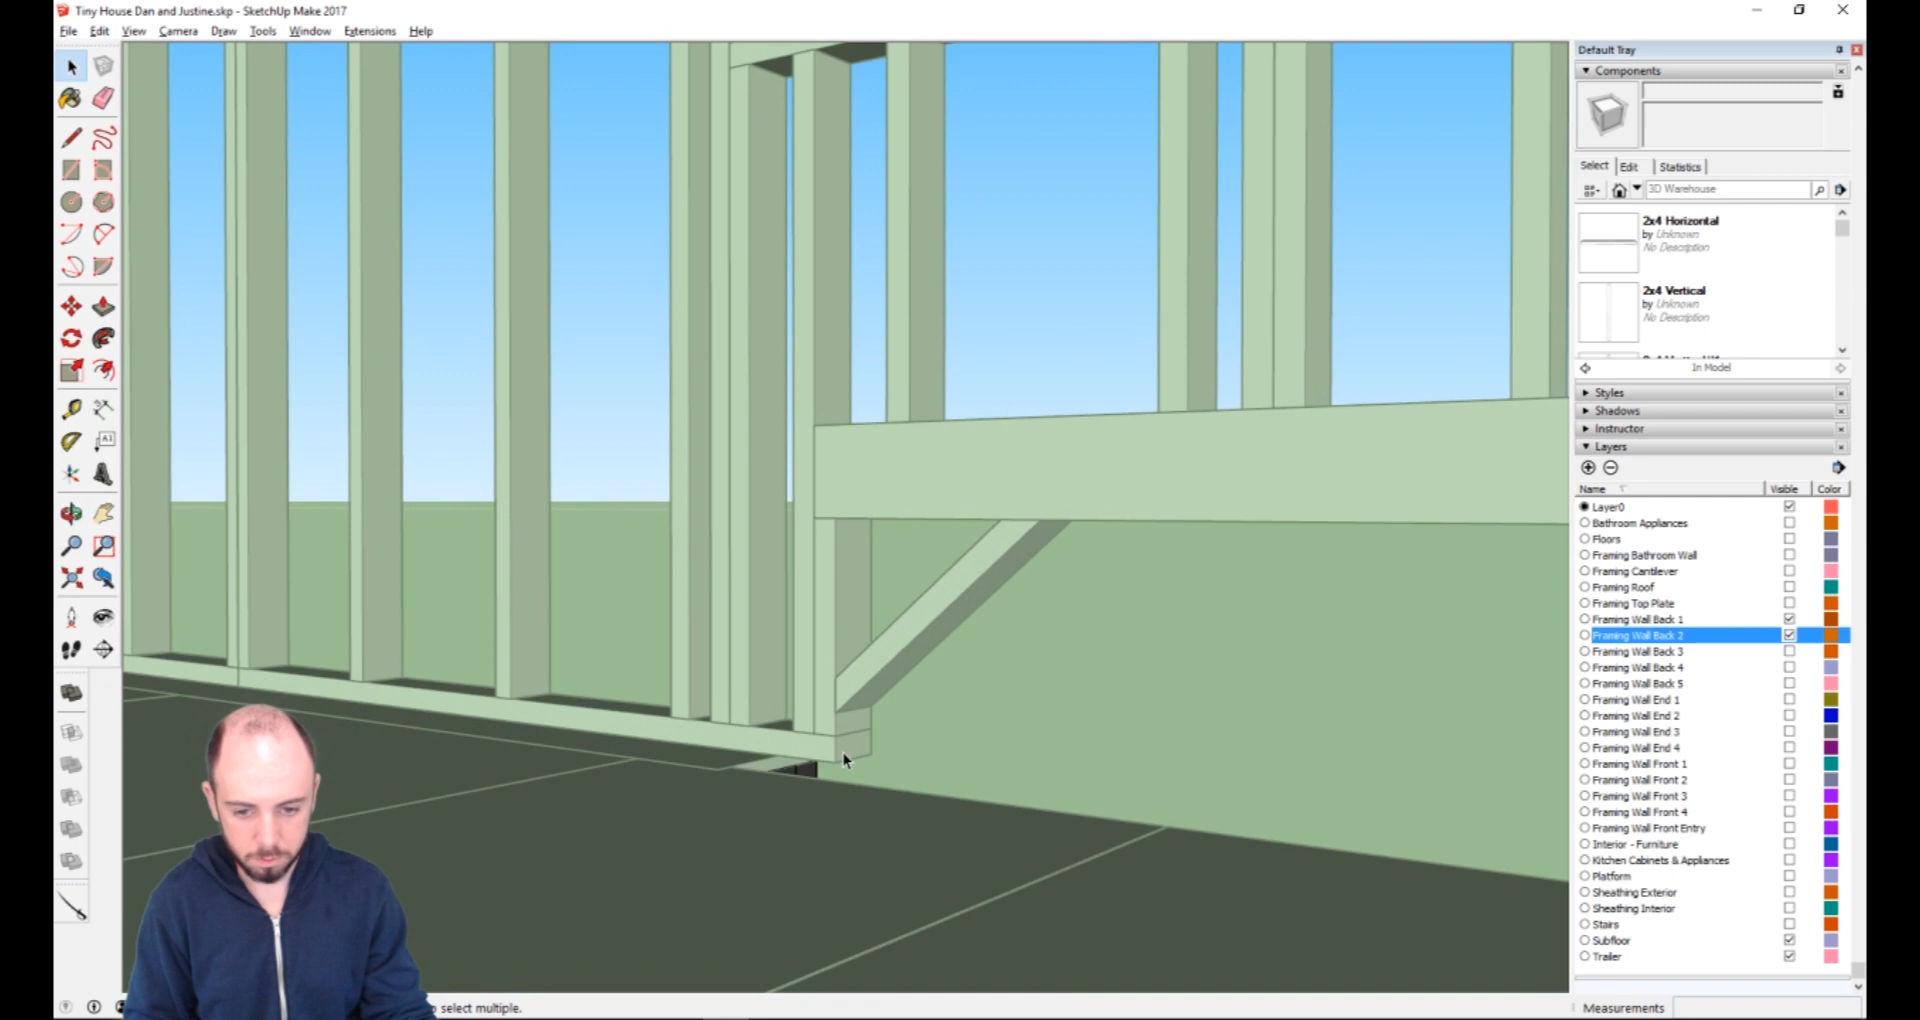 Tiny House Dan and Justine.skp - SketchUp Make 2017
File Edit View Camera Draw Tools Window Extensions Help
Default Tray
Components
Select Edit Statistics
3D Warehouse
2x4 Horizontal
by Unknown
No Description
2x4 Vertical
by Unknown
No Description
In Model
Styles
Shadows
Instructor
Layers
Name Visible Color
Layer0
Bathroom Appliances
Floors
Framing Bathroom Wall
Framing Cantilever
Framing Roof
Framing Top Plate
Framing Wall Back 1
Framing Wall Back 2
Framing Wall Back 3
Framing Wall Back 4
Framing Wall Back 5
Framing Wall End 1
Framing Wall End 2
Framing Wall End 3
Framing Wall End 4
Framing Wall Front 1
Framing Wall Front 2
Framing Wall Front 3
Framing Wall Front 4
Framing Wall Front Entry
Interior - Furniture
Kitchen Cabinets & Appliances
Platform
Sheathing Exterior
Sheathing Interior
Stairs
Subfloor
Trailer
select multiple.
Measurements